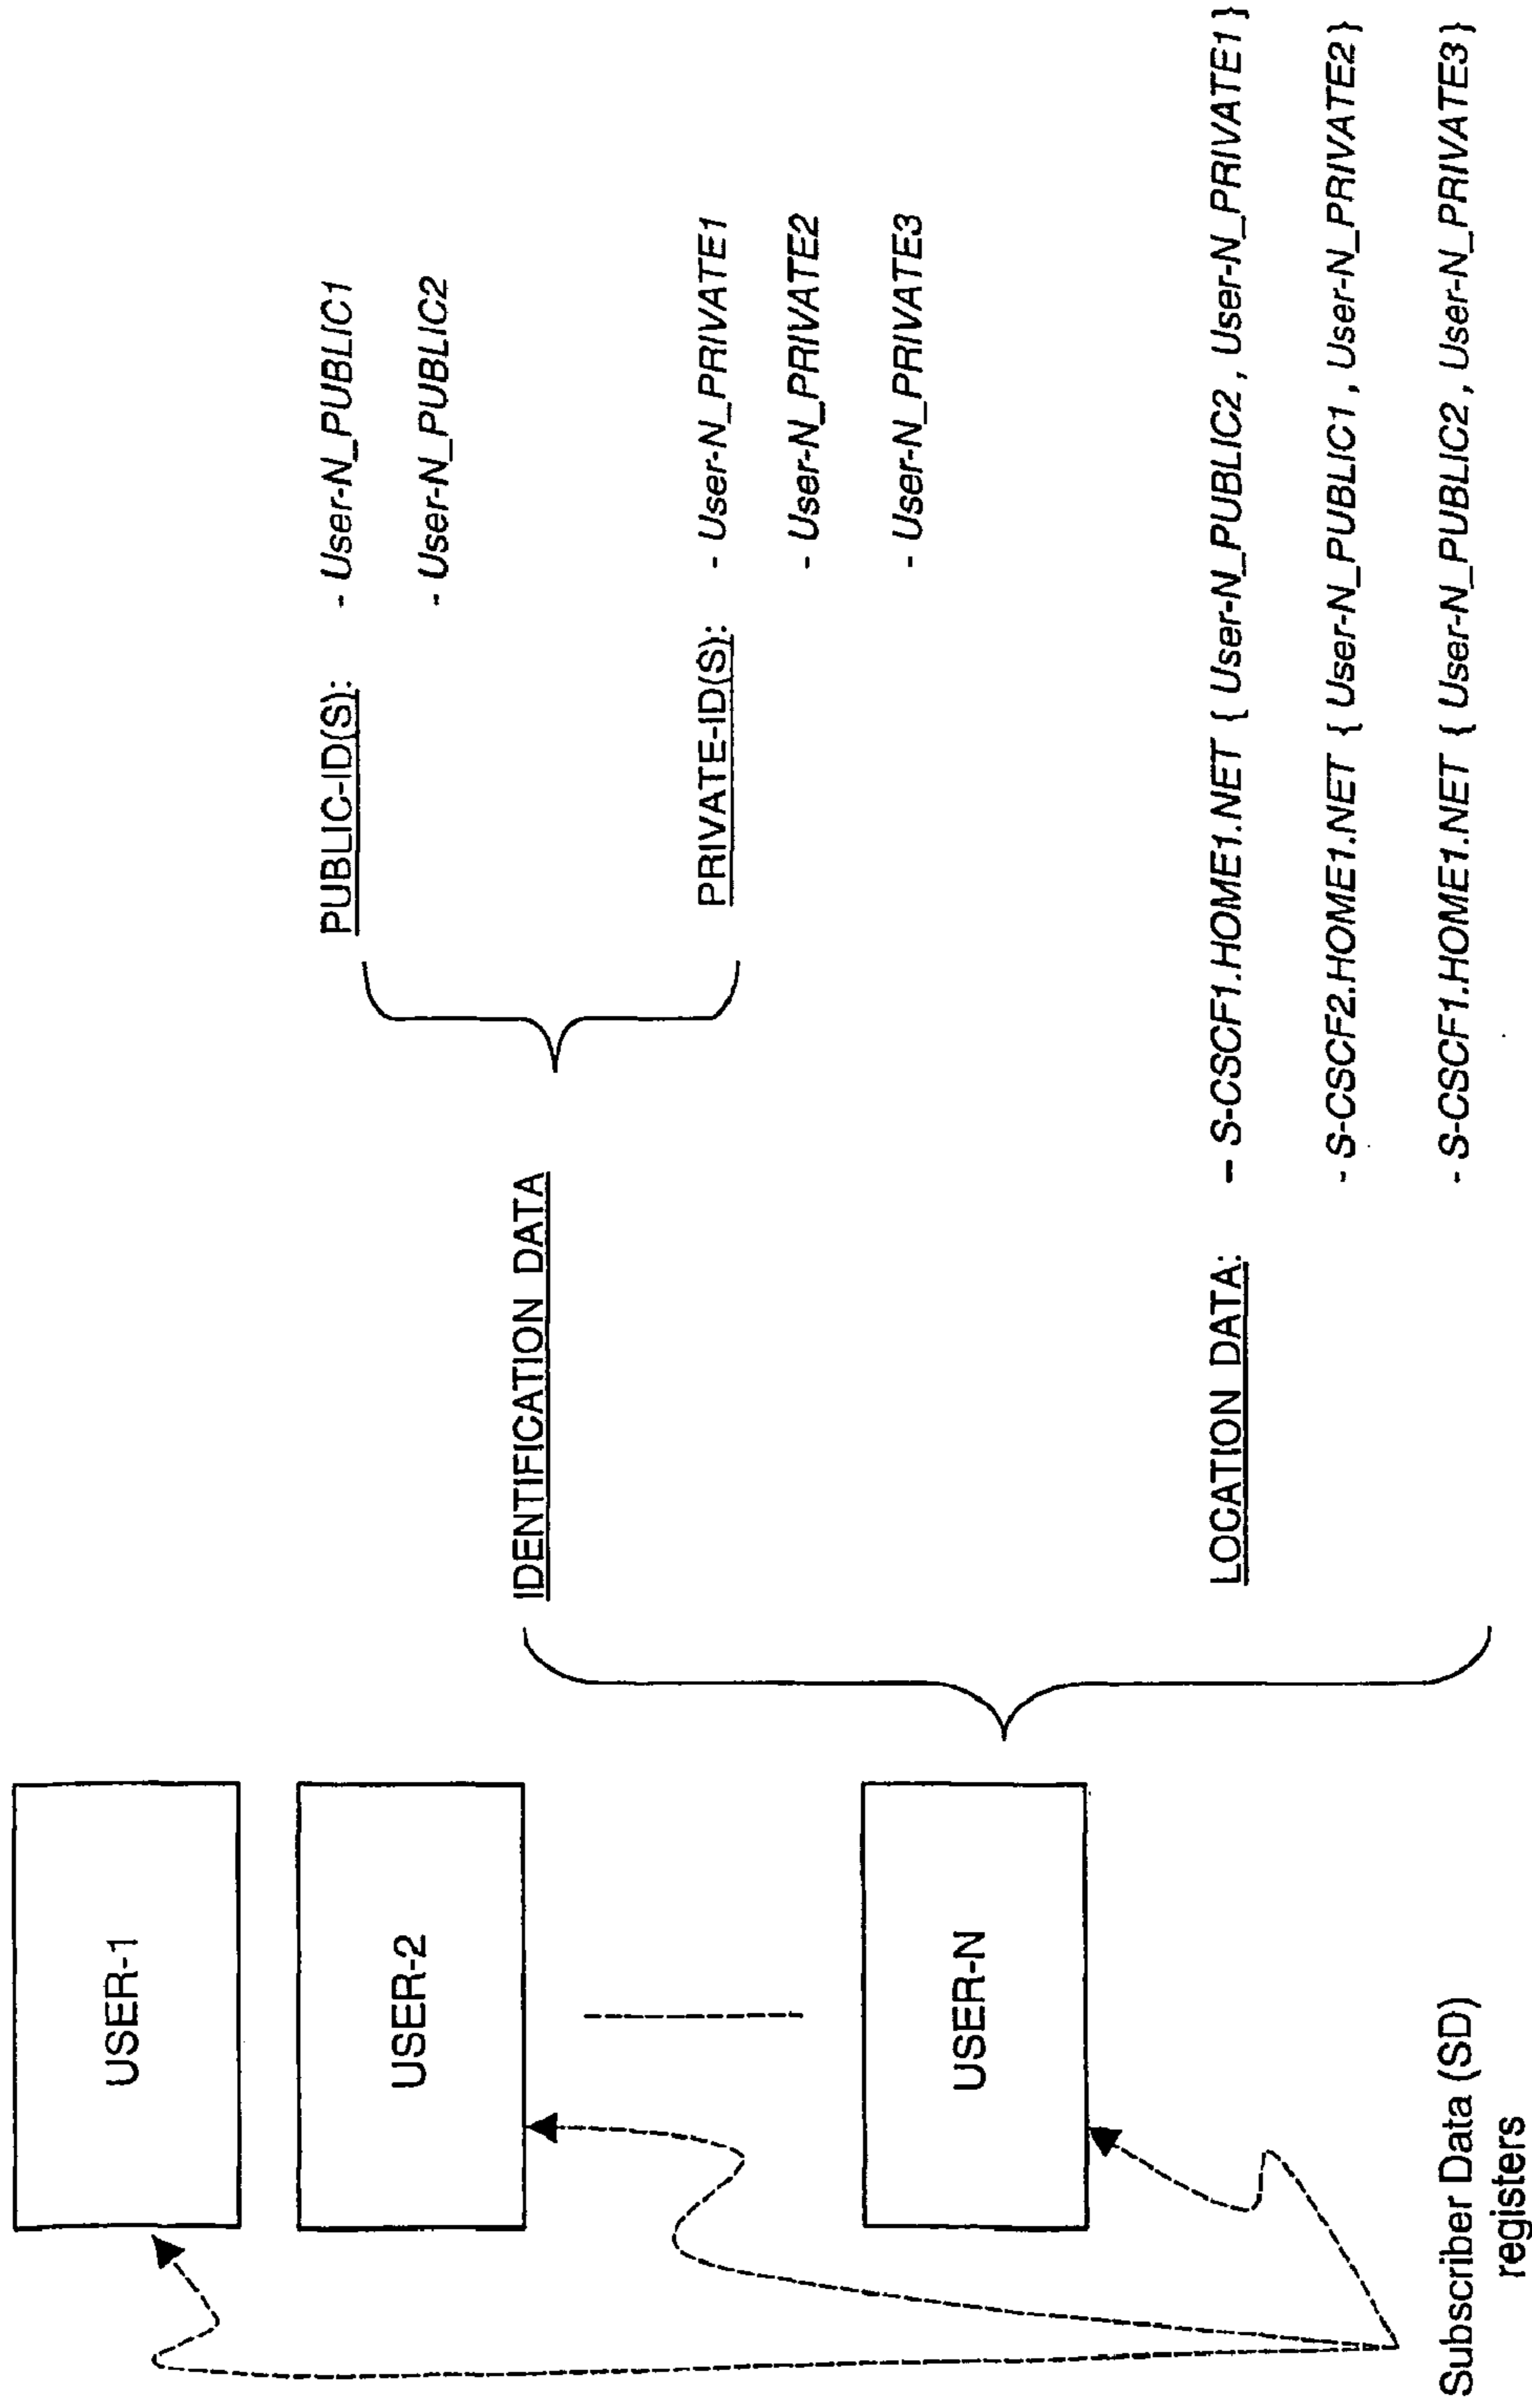 USER-1
USER-2
USER-N
Subscriber Data (SD)
registers
IDENTIFICATION DATA
PUBLIC-ID(S):   - User-N_PUBLIC1
- User-N_PUBLIC2
PRIVATE-ID(S):   - User-N_PRIVATE1
- User-N_PRIVATE2
- User-N_PRIVATE3
LOCATION DATA:   - S-CSCF1.HOME1.NET { User-N_PUBLIC2 , User-N_PRIVATE1 }
- S-CSCF2.HOME1.NET { User-N_PUBLIC1 , User-N_PRIVATE2 }
- S-CSCF1.HOME1.NET { User-N_PUBLIC2 , User-N_PRIVATE3 }